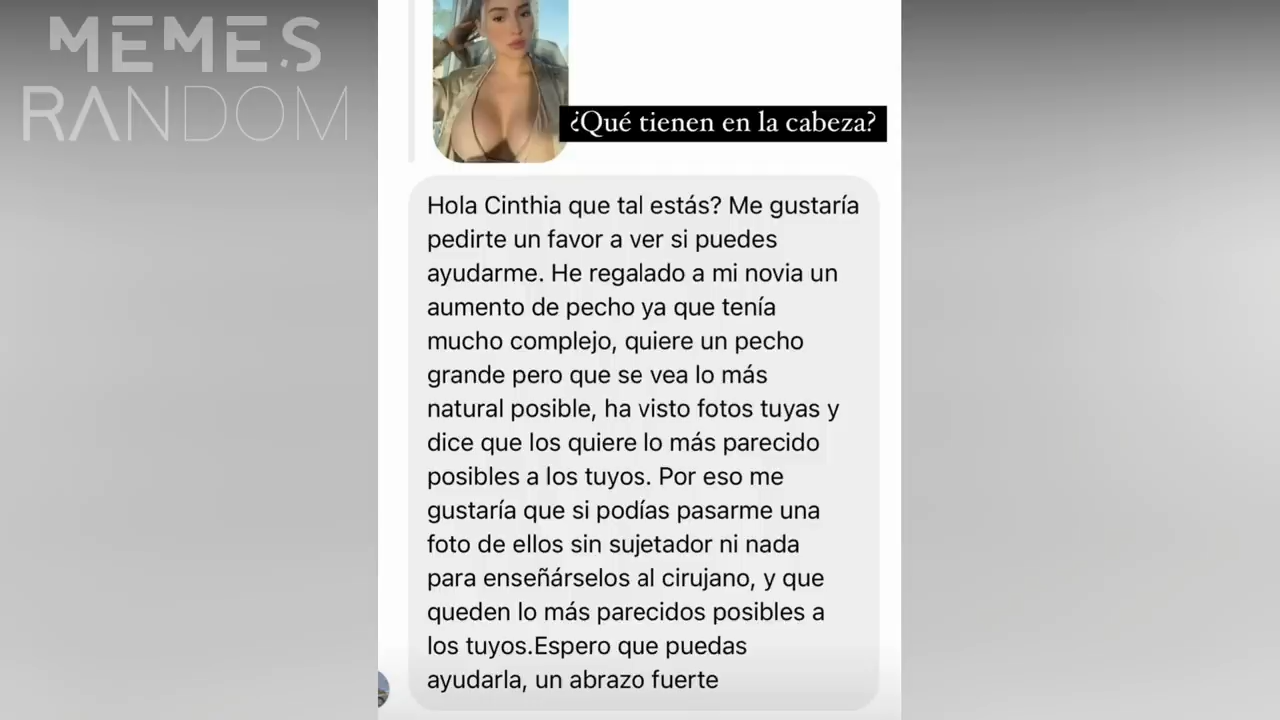 MEMES
RANDOM
¿Qué tienen en la cabeza?
Hola Cinthia que tal estás? Me gustaría
pedirte un favor a ver si puedes
ayudarme. He regalado a mi novia un
aumento de pecho ya que tenía
mucho complejo, quiere un pecho
grande pero que se vea lo más
natural posible, ha visto fotos tuyas y
dice que los quiere lo más parecido
posibles a los tuyos. Por eso me
gustaría que si podías pasarme una
foto de ellos sin sujetador ni nada
para enseñárselos al cirujano, y que
queden lo más parecidos posibles a
los tuyos.Espero que puedas
ayudarla, un abrazo fuerte